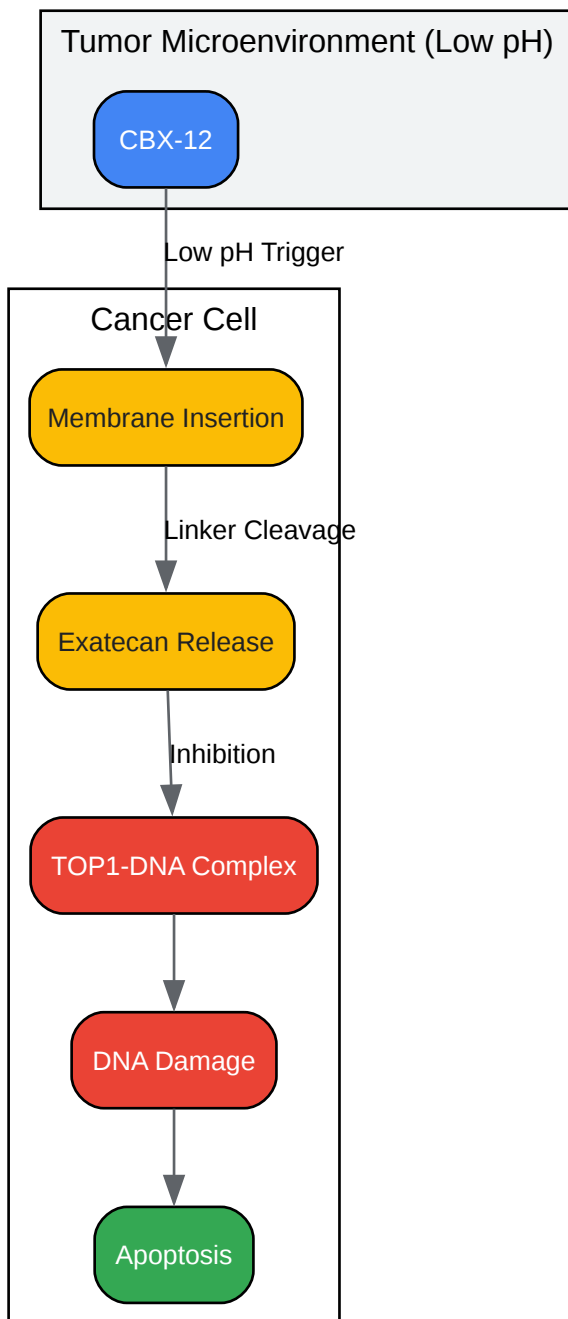 Tumor Microenvironment (Low pH)
CBX-12
Low pH Trigger
Cancer Cell
Membrane Insertion
Linker Cleavage
Exatecan Release
Inhibition
TOP1-DNA Complex
DNA Damage
Apoptosis